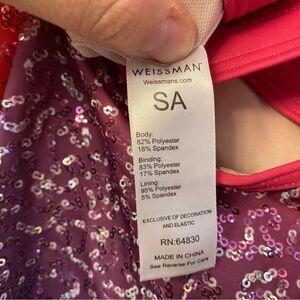 WEISSMAN™
Weissmans.com
SA
Body:
82% Polyester
18% Spandex
Binding:
83% Polyester
17% Spandex
Lining:
95% Polyester
5% Spandex
EXCLUSIVE OF DECORATION
AND ELASTIC
RN:64830
MADE IN CHINA
See Reverse For Care